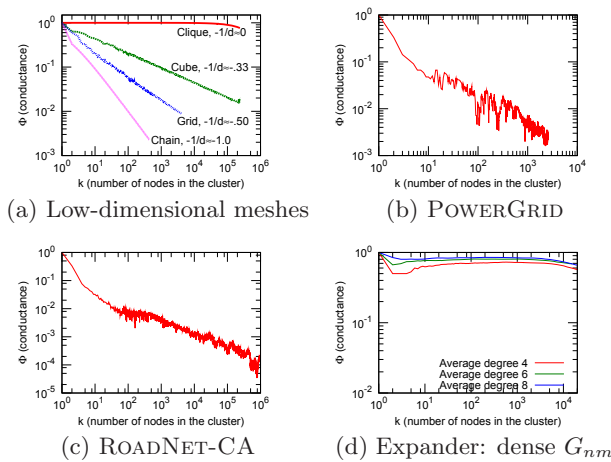 10^0
10^-1
10^-2
10^-3
10^0 10^1 10^2 10^3 10^4 10^5 10^6
Φ (conductance)
k (number of nodes in the cluster)
Clique, -1/d≈0
Cube, -1/d≈-.33
Grid, -1/d≈-.50
Chain, -1/d≈-1.0
(a) Low-dimensional meshes
10^0
10^-1
10^-2
10^-3
10^0 10^1 10^2 10^3 10^4
Φ (conductance)
k (number of nodes in the cluster)
(b) POWERGRID
10^0
10^-1
10^-2
10^-3
10^-4
10^-5
10^0 10^1 10^2 10^3 10^4 10^5 10^6
Φ (conductance)
k (number of nodes in the cluster)
(c) ROADNET-CA
10^0
10^-1
10^-2
10^0 10^1 10^2 10^3 10^4
Φ (conductance)
k (number of nodes in the cluster)
Average degree 4
Average degree 6
Average degree 8
(d) Expander: dense G_nm